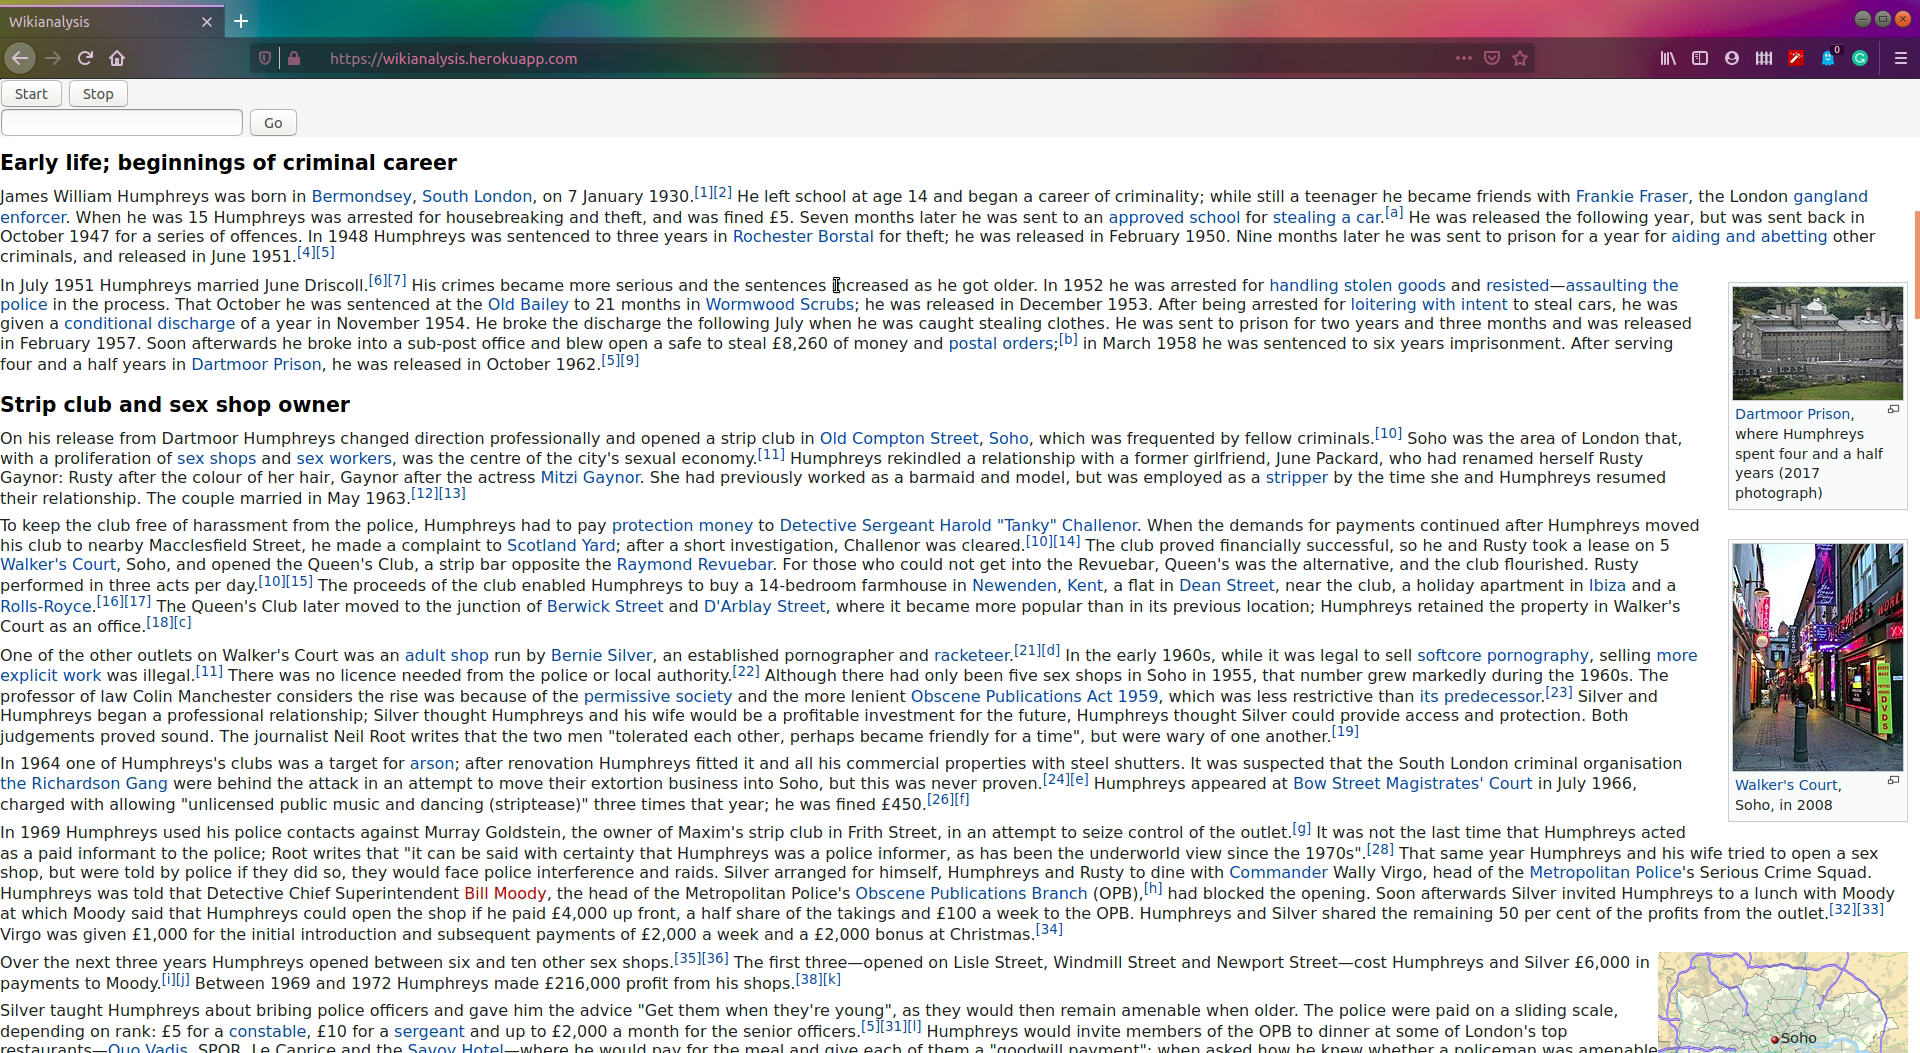 Wikianalysis
https://wikianalysis.herokuapp.com
0
Start Stop
Go
Early life; beginnings of criminal career
James William Humphreys was born in Bermondsey, South London, on 7 January 1930.[1][2] He left school at age 14 and began a career of criminality; while still a teenager he became friends with Frankie Fraser, the London gangland
enforcer. When he was 15 Humphreys was arrested for housebreaking and theft, and was fined £5. Seven months later he was sent to an approved school for stealing a car.[a] He was released the following year, but was sent back in
October 1947 for a series of offences. In 1948 Humphreys was sentenced to three years in Rochester Borstal for theft; he was released in February 1950. Nine months later he was sent to prison for a year for aiding and abetting other
criminals, and released in June 1951.[4][5]
In July 1951 Humphreys married June Driscoll.[6][7] His crimes became more serious and the sentences increased as he got older. In 1952 he was arrested for handling stolen goods and resisted—assaulting the
police in the process. That October he was sentenced at the Old Bailey to 21 months in Wormwood Scrubs; he was released in December 1953. After being arrested for loitering with intent to steal cars, he was
given a conditional discharge of a year in November 1954. He broke the discharge the following July when he was caught stealing clothes. He was sent to prison for two years and three months and was released
in February 1957. Soon afterwards he broke into a sub-post office and blew open a safe to steal £8,260 of money and postal orders;[b] in March 1958 he was sentenced to six years imprisonment. After serving
four and a half years in Dartmoor Prison, he was released in October 1962.[5][9]
Dartmoor Prison,
where Humphreys
spent four and a half
years (2017
photograph)
Strip club and sex shop owner
On his release from Dartmoor Humphreys changed direction professionally and opened a strip club in Old Compton Street, Soho, which was frequented by fellow criminals.[10] Soho was the area of London that,
with a proliferation of sex shops and sex workers, was the centre of the city's sexual economy.[11] Humphreys rekindled a relationship with a former girlfriend, June Packard, who had renamed herself Rusty
Gaynor: Rusty after the colour of her hair, Gaynor after the actress Mitzi Gaynor. She had previously worked as a barmaid and model, but was employed as a stripper by the time she and Humphreys resumed
their relationship. The couple married in May 1963.[12][13]
To keep the club free of harassment from the police, Humphreys had to pay protection money to Detective Sergeant Harold "Tanky" Challenor. When the demands for payments continued after Humphreys moved
his club to nearby Macclesfield Street, he made a complaint to Scotland Yard; after a short investigation, Challenor was cleared.[10][14] The club proved financially successful, so he and Rusty took a lease on 5
Walker's Court, Soho, and opened the Queen's Club, a strip bar opposite the Raymond Revuebar. For those who could not get into the Revuebar, Queen's was the alternative, and the club flourished. Rusty
performed in three acts per day.[10][15] The proceeds of the club enabled Humphreys to buy a 14-bedroom farmhouse in Newenden, Kent, a flat in Dean Street, near the club, a holiday apartment in Ibiza and a
Rolls-Royce.[16][17] The Queen's Club later moved to the junction of Berwick Street and D'Arblay Street, where it became more popular than in its previous location; Humphreys retained the property in Walker's
Court as an office.[18][c]
One of the other outlets on Walker's Court was an adult shop run by Bernie Silver, an established pornographer and racketeer.[21][d] In the early 1960s, while it was legal to sell softcore pornography, selling more
explicit work was illegal.[11] There was no licence needed from the police or local authority.[22] Although there had only been five sex shops in Soho in 1955, that number grew markedly during the 1960s. The
professor of law Colin Manchester considers the rise was because of the permissive society and the more lenient Obscene Publications Act 1959, which was less restrictive than its predecessor.[23] Silver and
Humphreys began a professional relationship; Silver thought Humphreys and his wife would be a profitable investment for the future, Humphreys thought Silver could provide access and protection. Both
judgements proved sound. The journalist Neil Root writes that the two men "tolerated each other, perhaps became friendly for a time", but were wary of one another.[19]
DVDS
Walker's Court,
Soho, in 2008
In 1964 one of Humphreys's clubs was a target for arson; after renovation Humphreys fitted it and all his commercial properties with steel shutters. It was suspected that the South London criminal organisation
the Richardson Gang were behind the attack in an attempt to move their extortion business into Soho, but this was never proven.[24][e] Humphreys appeared at Bow Street Magistrates' Court in July 1966,
charged with allowing "unlicensed public music and dancing (striptease)" three times that year; he was fined £450.[26][f]
In 1969 Humphreys used his police contacts against Murray Goldstein, the owner of Maxim's strip club in Frith Street, in an attempt to seize control of the outlet.[g] It was not the last time that Humphreys acted
as a paid informant to the police; Root writes that "it can be said with certainty that Humphreys was a police informer, as has been the underworld view since the 1970s".[28] That same year Humphreys and his wife tried to open a sex
shop, but were told by police if they did so, they would face police interference and raids. Silver arranged for himself, Humphreys and Rusty to dine with Commander Wally Virgo, head of the Metropolitan Police's Serious Crime Squad.
Humphreys was told that Detective Chief Superintendent Bill Moody, the head of the Metropolitan Police's Obscene Publications Branch (OPB),[h] had blocked the opening. Soon afterwards Silver invited Humphreys to a lunch with Moody
at which Moody said that Humphreys could open the shop if he paid £4,000 up front, a half share of the takings and £100 a week to the OPB. Humphreys and Silver shared the remaining 50 per cent of the profits from the outlet.[32][33]
Virgo was given £1,000 for the initial introduction and subsequent payments of £2,000 a week and a £2,000 bonus at Christmas.[34]
Over the next three years Humphreys opened between six and ten other sex shops.[35][36] The first three—opened on Lisle Street, Windmill Street and Newport Street—cost Humphreys and Silver £6,000 in
payments to Moody.[i][j] Between 1969 and 1972 Humphreys made £216,000 profit from his shops.[38][k]
Silver taught Humphreys about bribing police officers and gave him the advice "Get them when they're young", as they would then remain amenable when older. The police were paid on a sliding scale,
depending on rank: £5 for a constable, £10 for a sergeant and up to £2,000 a month for the senior officers.[5][31][l] Humphreys would invite members of the OPB to dinner at some of London's top
restaurants—Quo Vadis, SPQR, Le Caprice and the Savoy Hotel—where he would pay for the meal and give each of them a "goodwill payment"; when asked how he knew whether a policeman was amenable
Soho